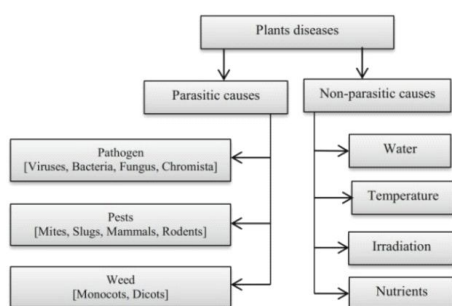 Plants diseases
Parasitic causes
Non-parasitic causes
Pathogen
[Viruses, Bacteria, Fungus, Chromista]
Water
Temperature
Pests
[Mites, Slugs, Mammals, Rodents]
Irradiation
Weed
[Monocots, Dicots]
Nutrients